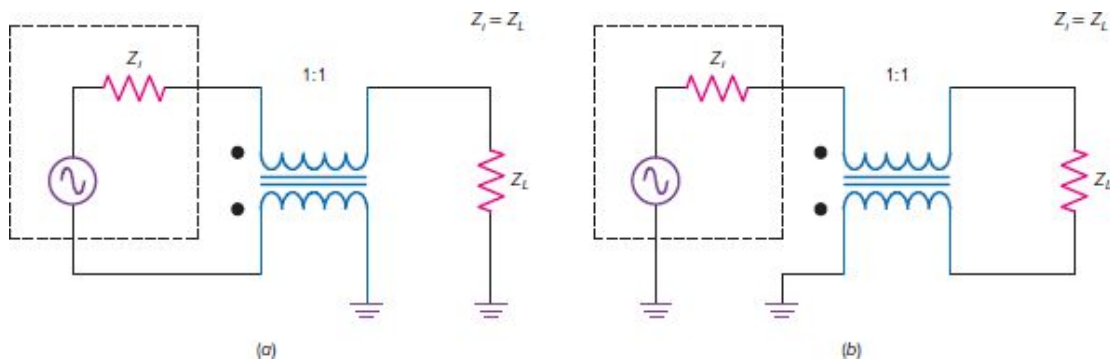 Z_i = Z_L
Z_i
1:1
Z_L
(a)
Z_i = Z_L
Z_i
1:1
Z_L
(b)